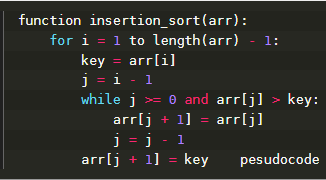 function insertion_sort(arr):
    for i = 1 to length(arr) - 1:
        key = arr[i]
        j = i - 1
        while j >= 0 and arr[j] > key:
            arr[j + 1] = arr[j]
            j = j - 1
        arr[j + 1] = key    pesudocode